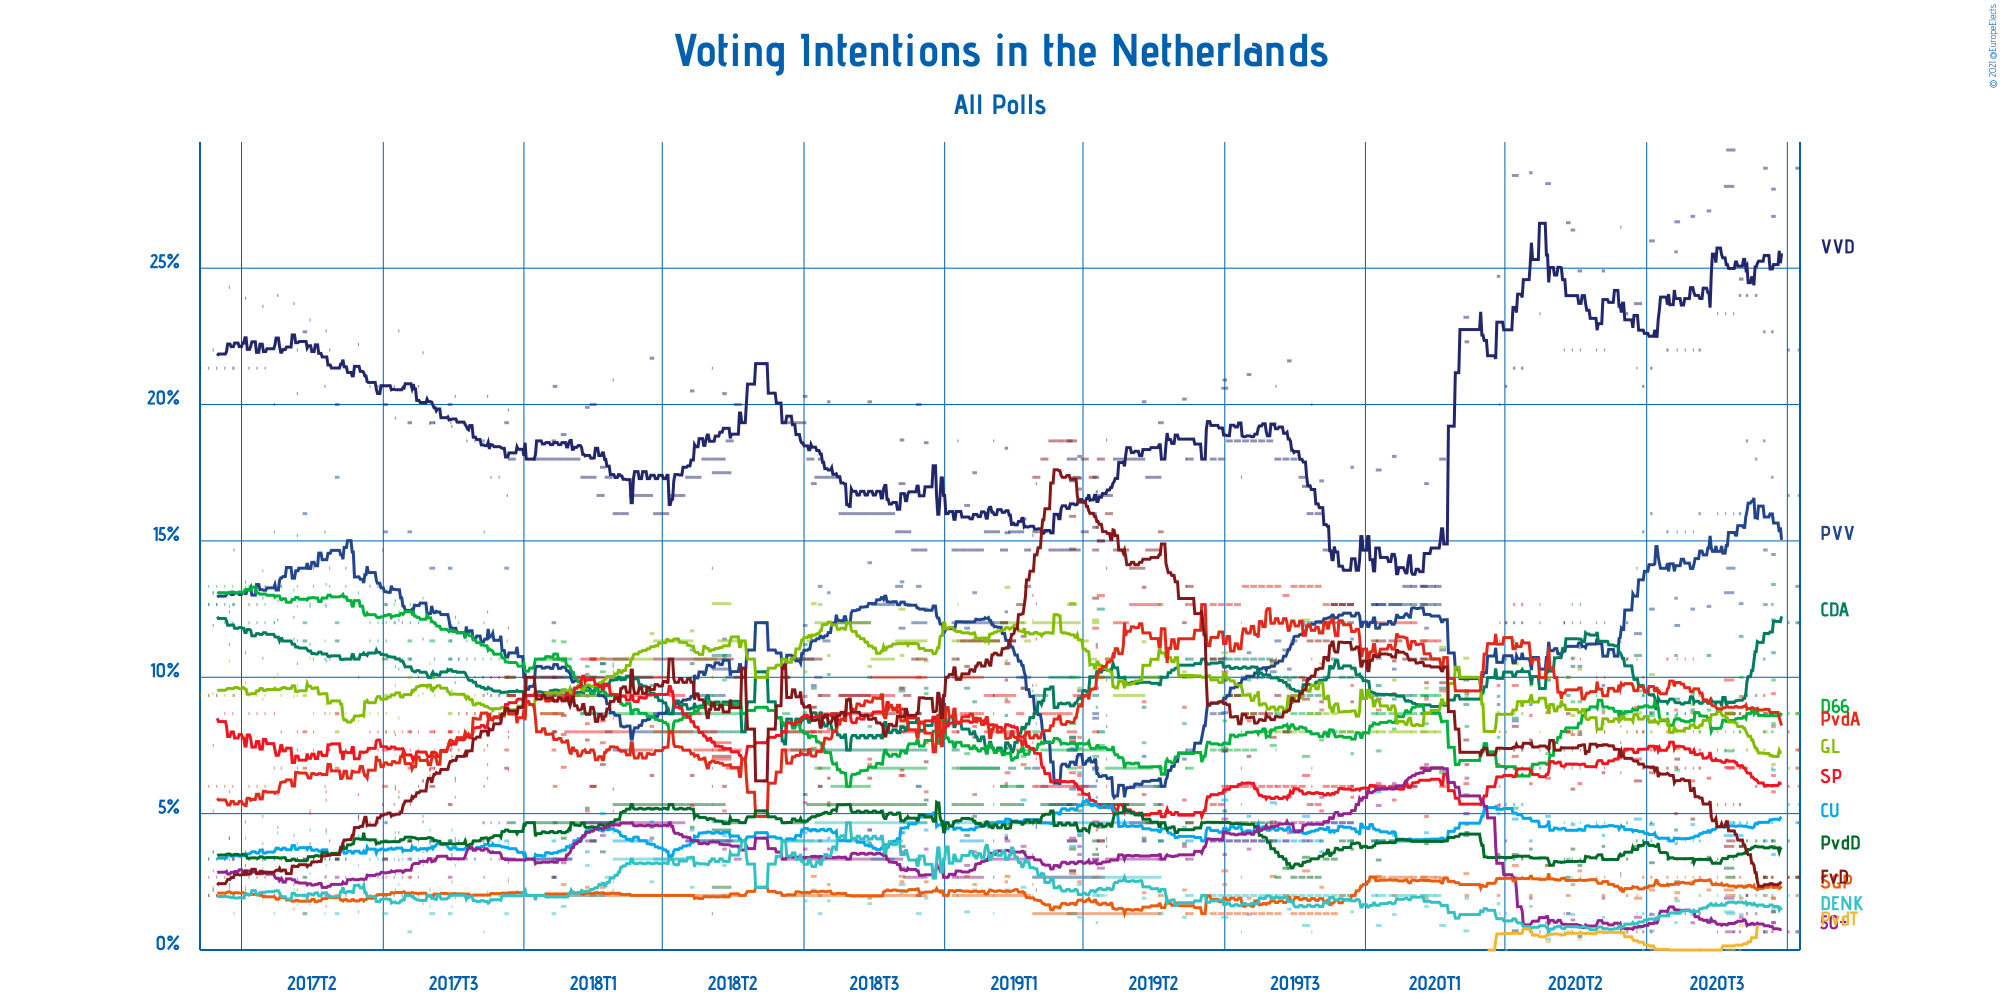 © 2021 @EuropeElects
Voting Intentions in the Netherlands
All Polls
25%
20%
15%
10%
5%
0%
VVD
PVV
CDA
D66
PvdA
GL
SP
CU
PvdD
FvD
SGP
DENK
PvdT
50+
2017T2
2017T3
2018T1
2018T2
2018T3
2019T1
2019T2
2019T3
2020T1
2020T2
2020T3